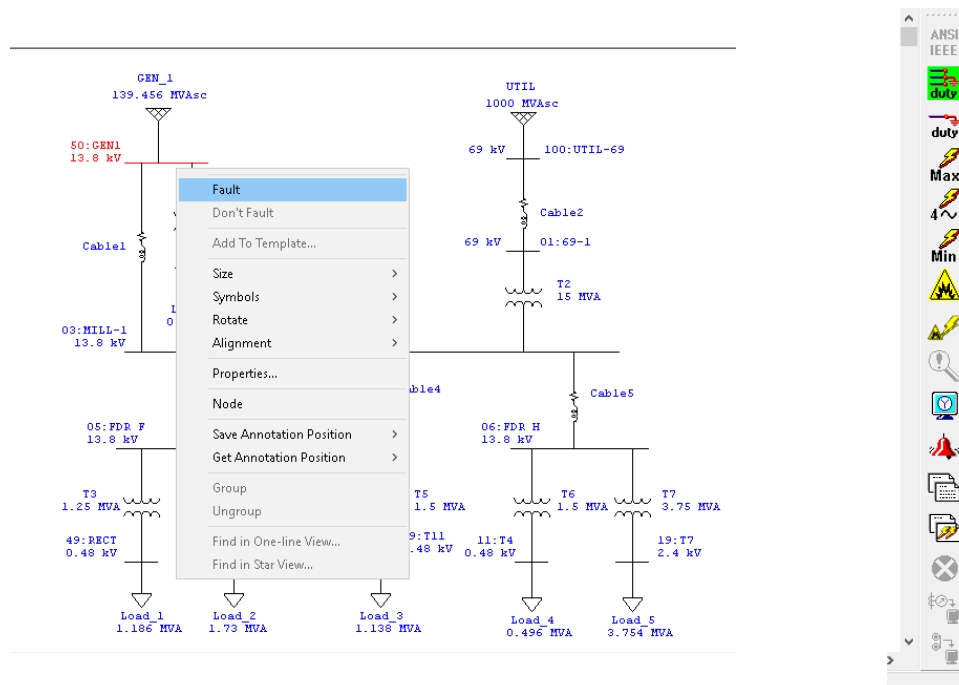 GEN_1
139.456 MVAsc
UTIL
1000 MVAsc
50:GEN1
13.8 kV
69 kV
100:UTIL-69
Cable2
Cable1
69 kV
01:69-1
T2
15 MVA
03:MILL-1
13.8 kV
Cable5
05:FDR F
13.8 kV
06:FDR H
13.8 kV
T3
1.25 MVA
T5
1.5 MVA
T6
1.5 MVA
T7
3.75 MVA
49:RECT
0.48 kV
11:T4
0.48 kV
19:T7
2.4 kV
Load_1
1.186 MVA
Load_2
1.73 MVA
Load_3
1.138 MVA
Load_4
0.496 MVA
Load_5
3.754 MVA
Fault
Don't Fault
Add To Template...
Size
Symbols
Rotate
Alignment
Properties...
Node
Save Annotation Position
Get Annotation Position
Group
Ungroup
Find in One-line View...
Find in Star View...
ANSI
IEEE
duty
duty
Max
4~
Min